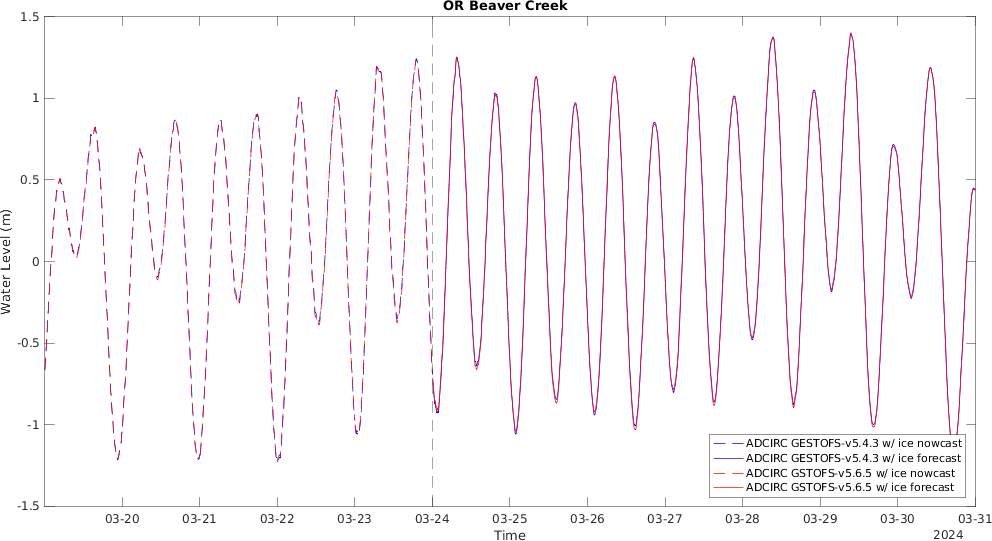 OR Beaver Creek
1.5
1
0.5
0
-0.5
-1
-1.5
Water Level (m)
ADCIRC GESTOFS-v5.4.3 w/ ice nowcast
ADCIRC GESTOFS-v5.4.3 w/ ice forecast
ADCIRC GSTOFS-v5.6.5 w/ ice nowcast
ADCIRC GSTOFS-v5.6.5 w/ ice forecast
03-20 03-21 03-22 03-23 03-24 03-25 03-26 03-27 03-28 03-29 03-30 03-31
Time
2024